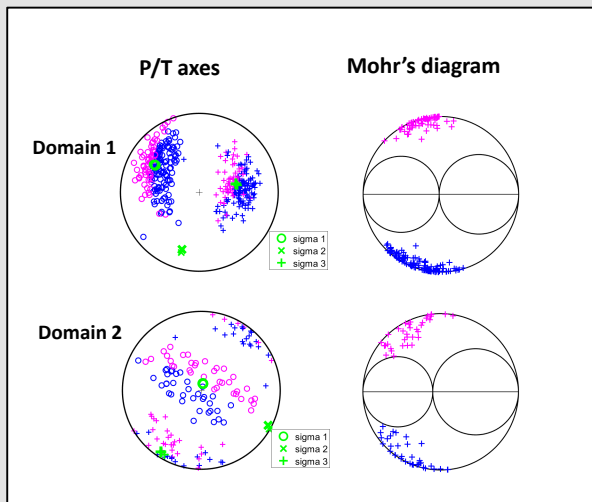 P/T axes
Mohr's diagram
Domain 1
sigma 1
sigma 2
sigma 3
Domain 2
sigma 1
sigma 2
sigma 3